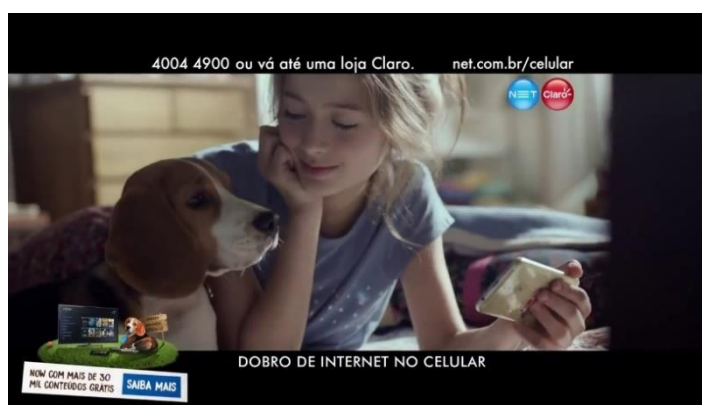 4004 4900 ou vá até uma loja Claro. net.com.br/celular
NET Claro-
DOBRO DE INTERNET NO CELULAR
NOW COM MAIS DE 30
MIL CONTEÚDOS GRÁTIS
SAIBA MAIS